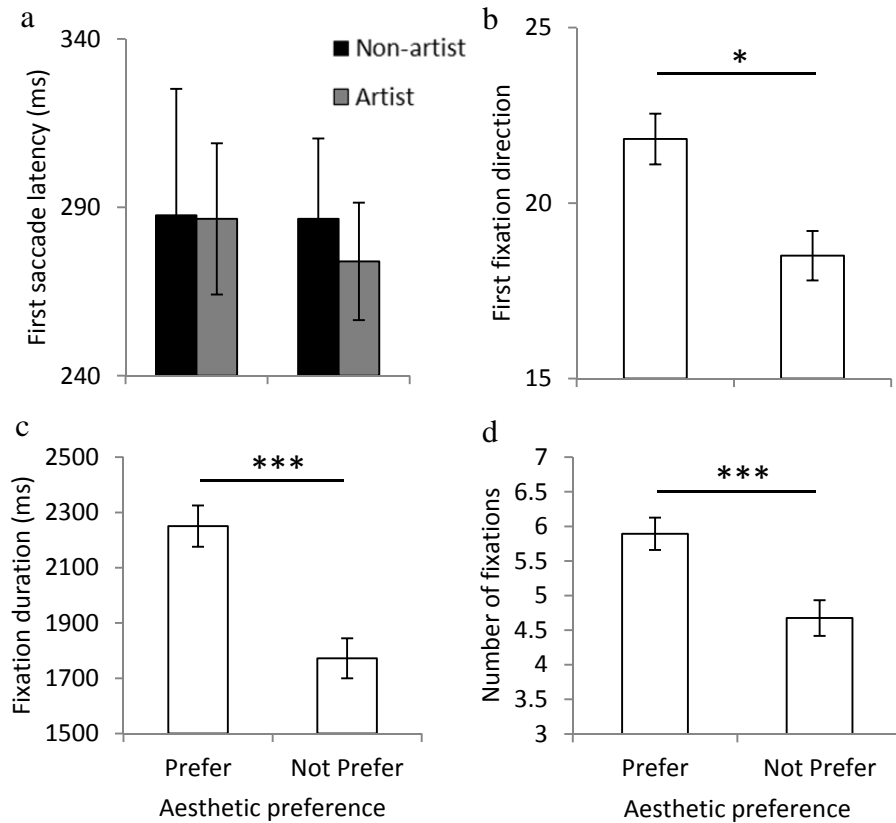 a
First saccade latency (ms)
340
290
240
Non-artist
Artist
b
First fixation direction
25
20
15
*
c
Fixation duration (ms)
2500
2300
2100
1900
1700
1500
***
Prefer
Not Prefer
Aesthetic preference
d
Number of fixations
7
6.5
6
5.5
5
4.5
4
3.5
3
***
Prefer
Not Prefer
Aesthetic preference